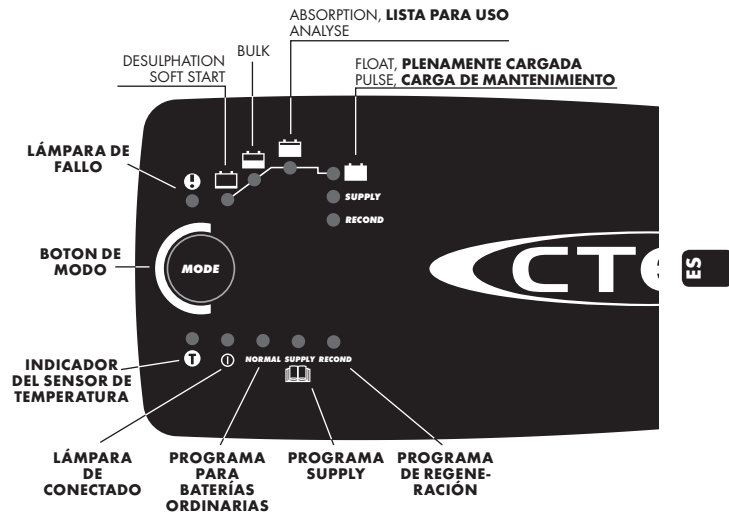 ABSORPTION, LISTA PARA USO
ANALYSE
BULK
DESULPHATION
SOFT START
FLOAT, PLENAMENTE CARGADA
PULSE, CARGA DE MANTENIMIENTO
LÁMPARA DE
FALLO
SUPPLY
RECOND
BOTON DE
MODO
MODE
CTE
ES
T
NORMAL SUPPLY RECOND
INDICADOR
DEL SENSOR DE
TEMPERATURA
LÁMPARA
DE
CONECTADO
PROGRAMA
PARA
BATERÍAS
ORDINARIAS
PROGRAMA
SUPPLY
PROGRAMA
DE REGENE-
RACIÓN